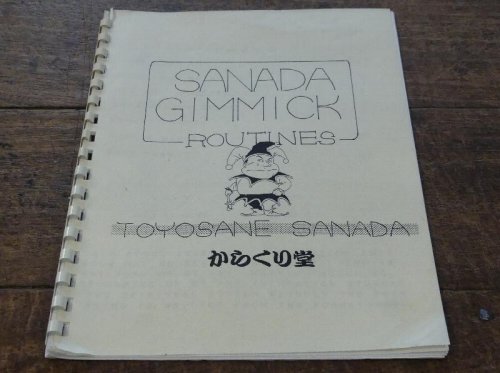 SANADA
GIMMICK
ROUTINES
TOYOSANE SANADA
からくり堂